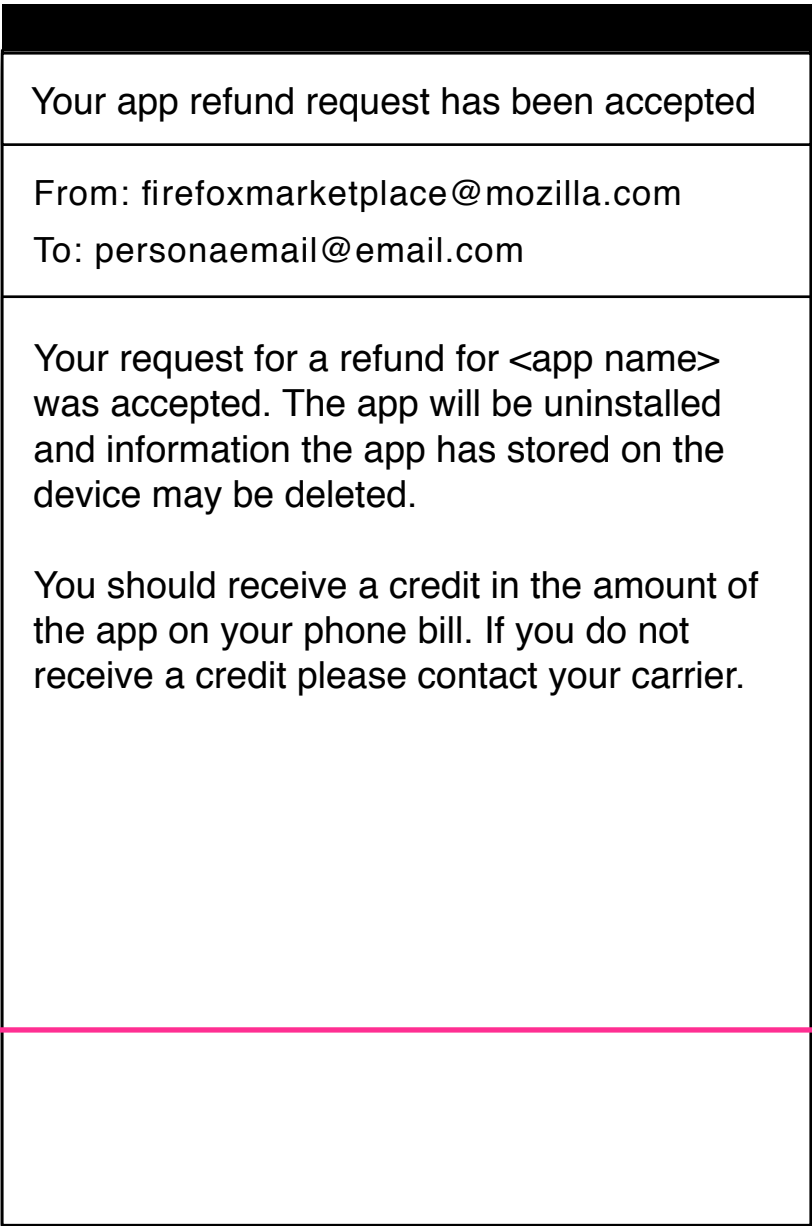 Your app refund request has been accepted
From: firefoxmarketplace@mozilla.com
To: personaemail@email.com
Your request for a refund for <app name>
was accepted. The app will be uninstalled
and information the app has stored on the
device may be deleted.
You should receive a credit in the amount of
the app on your phone bill. If you do not
receive a credit please contact your carrier.